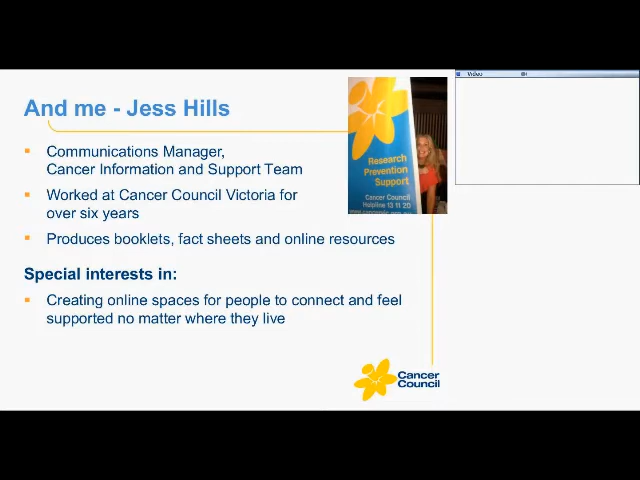 And me - Jess Hills
Communications Manager,
Cancer Information and Support Team
Worked at Cancer Council Victoria for
over six years
Produces booklets, fact sheets and online resources
Special interests in:
Creating online spaces for people to connect and feel
supported no matter where they live
Research
Prevention
Support
Cancer Council
Helpline 13 11 20
Cancer
Council
Video